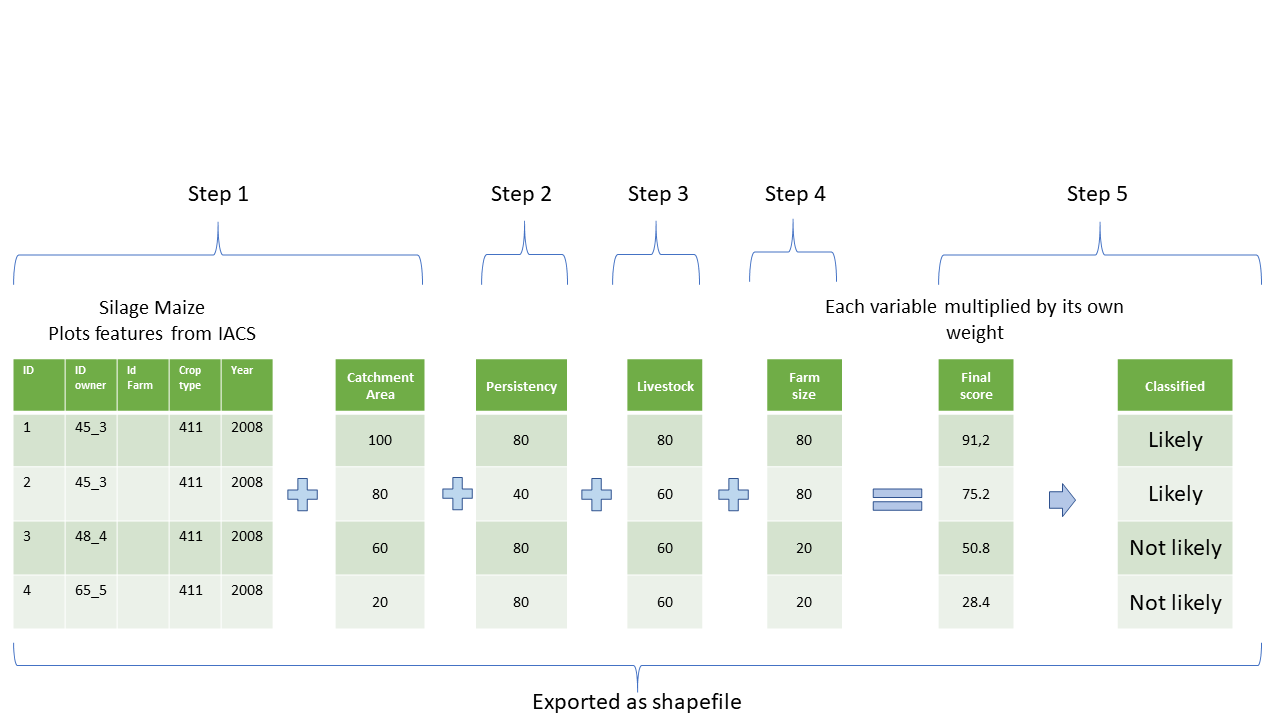 Step 1
Step 2
Step 3
Step 4
Step 5
Silage Maize
Plots features from IACS
Each variable multiplied by its own
weight
ID
ID
owner
Id
Farm
Crop
type
Year
Catchment
Area
Persistency
Livestock
Farm
size
Final
score
Classified
1 45_3 411 2008 100 80 80 80 91,2 Likely
2 45_3 411 2008 80 40 60 80 75.2 Likely
3 48_4 411 2008 60 80 60 20 50.8 Not likely
4 65_5 411 2008 20 80 60 20 28.4 Not likely
Exported as shapefile